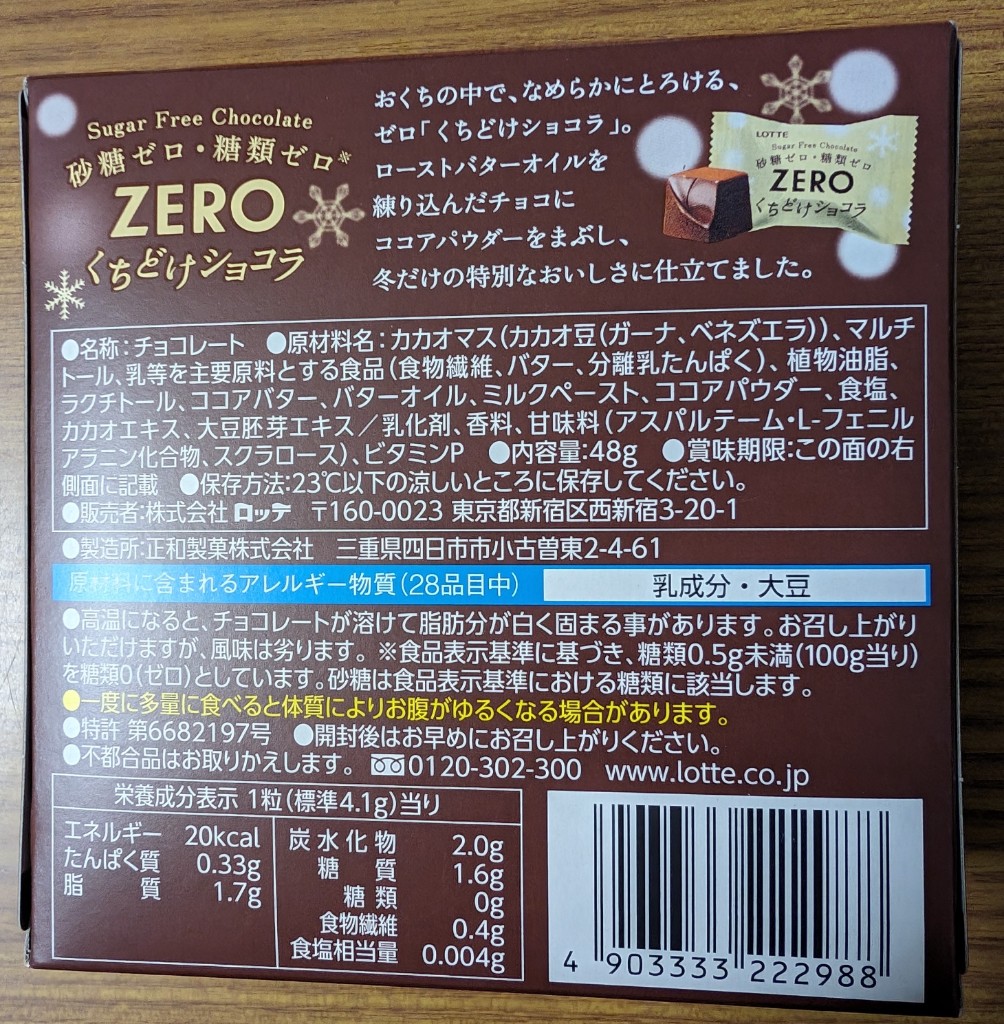 Sugar Free Chocolate
砂糖ゼロ・糖類ゼロ※
ZERO
くちどけショコラ
おくちの中で、なめらかにとろける、
ゼロ「くちどけショコラ」。
ローストバターオイルを
練り込んだチョコに
ココアパウダーをまぶし、
冬だけの特別なおいしさに仕立てました。
LOTTE
Sugar Free Chocolate
砂糖ゼロ・糖類ゼロ
ZERO
くちどけショコラ
●名称：チョコレート ●原材料名：カカオマス（カカオ豆（ガーナ、ベネズエラ））、マルチ
トール、乳等を主要原料とする食品（食物繊維、バター、分離乳たんぱく）、植物油脂、
ラクチトール、ココアバター、バターオイル、ミルクペースト、ココアパウダー、食塩、
カカオエキス、大豆胚芽エキス／乳化剤、香料、甘味料（アスパルテーム・L-フェニル
アラニン化合物、スクラロース）、ビタミンP ●内容量：48g ●賞味期限：この面の右
側面に記載 ●保存方法：23℃以下の涼しいところに保存してください。
●販売者：株式会社 ロッテ 〒160-0023 東京都新宿区西新宿3-20-1
●製造所：正和製菓株式会社 三重県四日市市小古曽東2-4-61
原材料に含まれるアレルギー物質（28品目中） 乳成分・大豆
●高温になると、チョコレートが溶けて脂肪分が白く固まる事があります。お召し上がり
いただけますが、風味は劣ります。※食品表示基準に基づき、糖類0.5g未満（100g当り）
を糖類0（ゼロ）としています。砂糖は食品表示基準における糖類に該当します。
●一度に多量に食べると体質によりお腹がゆるくなる場合があります。
●特許 第6682197号 ●開封後はお早めにお召し上がりください。
●不都合品はお取りかえします。 0120-302-300 www.lotte.co.jp
栄養成分表示 1粒（標準4.1g）当り
エネルギー 20kcal
たんぱく質 0.33g
脂質 1.7g
炭水化物 2.0g
糖質 1.6g
糖類 0g
食物繊維 0.4g
食塩相当量 0.004g
4 903333 222988